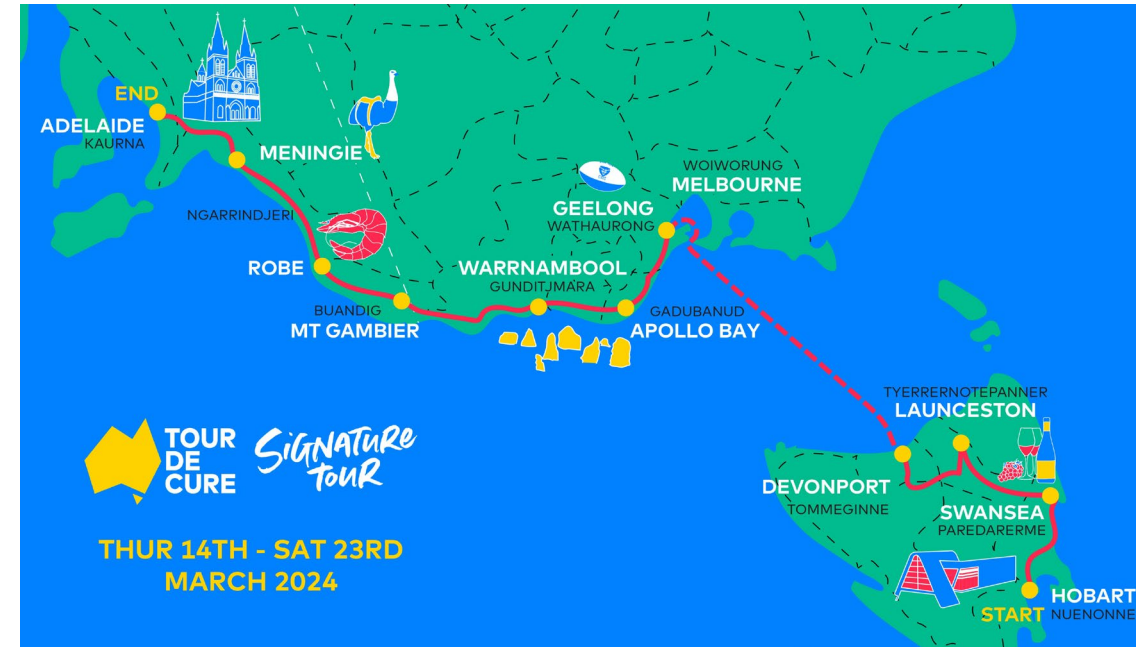 END
ADELAIDE
KAURNA
MENINGIE
NGARRINDJERI
ROBE
BUANDIG
MT GAMBIER
WARRNAMBOOL
GUNDITJMARA
GEELONG
WATHAURONG
WOIWORUNG
MELBOURNE
GADUBANUD
APOLLO BAY
TYERRERNOTEPANNER
LAUNCESTON
DEVONPORT
TOMMEGINNE
SWANSEA
PAREDARERME
START
HOBART
NUENONNE
TOUR
DE
CURE
SiGNATURe
TOUR
THUR 14TH - SAT 23RD
MARCH 2024